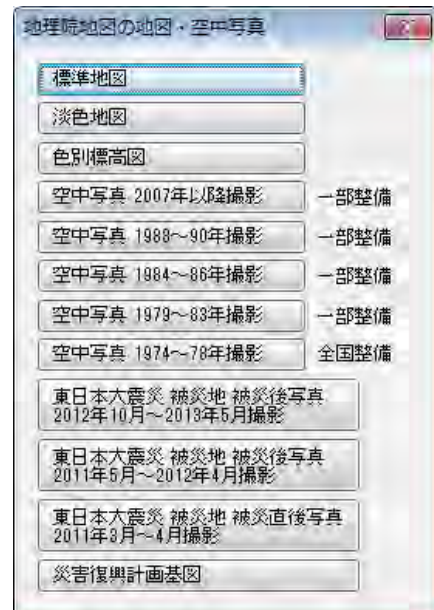 地理院地図の地図・空中写真
標準地図
淡色地図
色別標高図
空中写真 2007年以降撮影 一部整備
空中写真 1988～90年撮影 一部整備
空中写真 1984～86年撮影 一部整備
空中写真 1979～83年撮影 一部整備
空中写真 1974～78年撮影 全国整備
東日本大震災 被災地 被災後写真
2012年10月～2013年5月撮影
東日本大震災 被災地 被災後写真
2011年5月～2012年4月撮影
東日本大震災 被災地 被災直後写真
2011年3月～4月撮影
災害復興計画基図